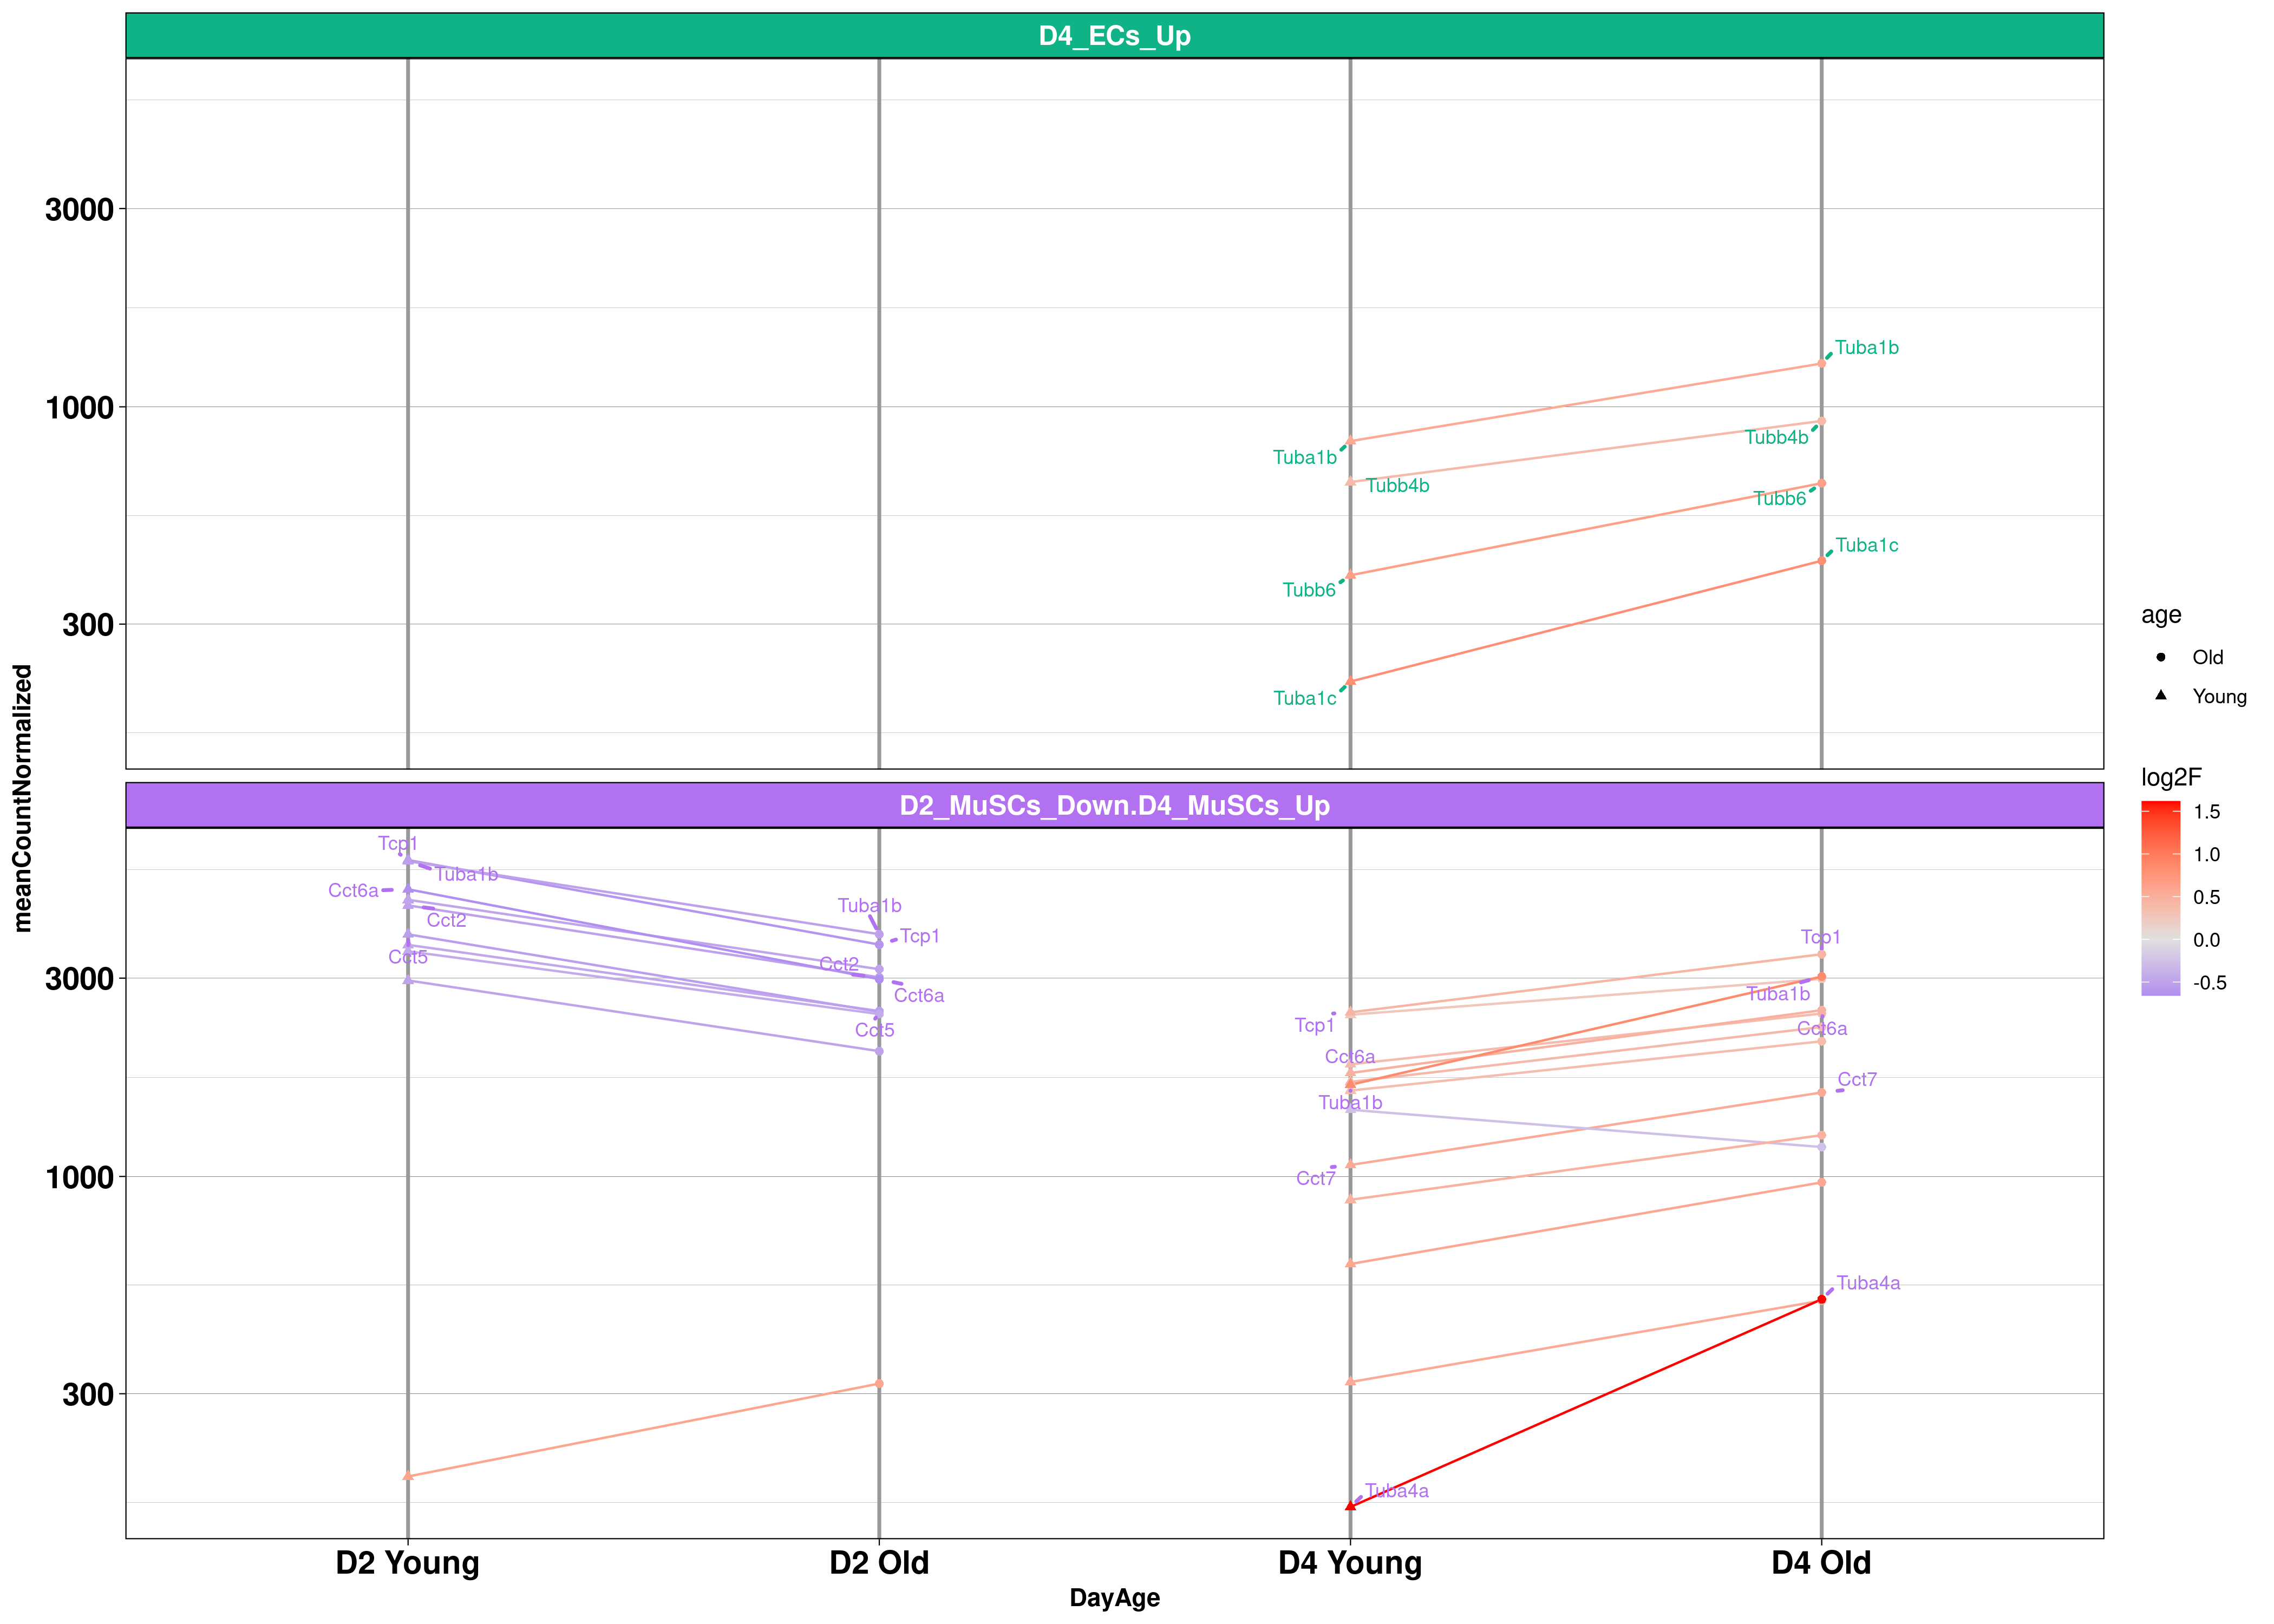 D4_ECs_Up
3000
1000
300
Tuba1b
Tuba1b
Tubb4b
Tubb4b
Tubb6
Tubb6
Tuba1c
Tuba1c
meanCountNormalized
age
Old
Young
log2F
1.5
1.0
0.5
0.0
-0.5
D2_MuSCs_Down.D4_MuSCs_Up
3000
1000
300
Tcp1
Tuba1b
Cct6a
Cct2
Cct5
Tuba1b
Tcp1
Cct2
Cct6a
Cct5
Tcp1
Cct6a
Tuba1b
Cct7
Tuba4a
Tcp1
Tuba1b
Cct6a
Cct7
Tuba4a
D2 Young
D2 Old
D4 Young
D4 Old
DayAge